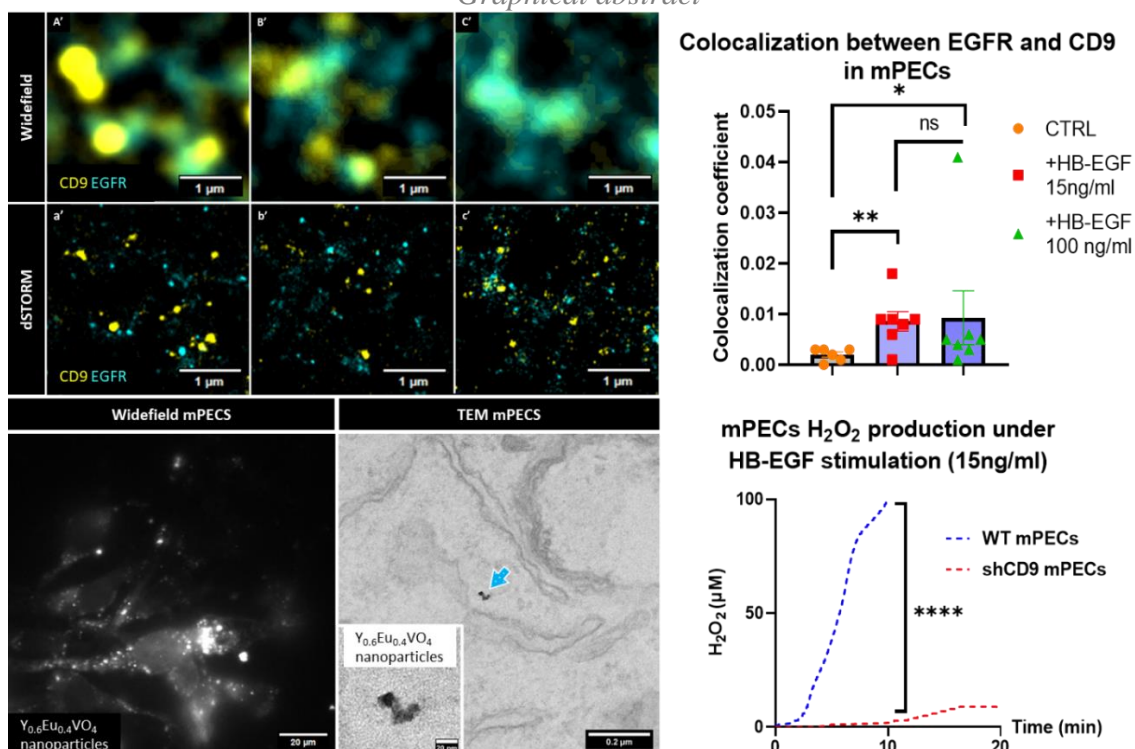 Graphical abstract
A'
B'
C'
Widefield
CD9 EGFR
1 µm
1 µm
1 µm
a'
b'
c'
dSTORM
CD9 EGFR
1 µm
1 µm
1 µm
Widefield mPECS
TEM mPECS
Y0.6Eu0.4VO4
nanoparticles
20 µm
Y0.6Eu0.4VO4
nanoparticles
20 nm
0.2 µm
Colocalization between EGFR and CD9
in mPECs
Colocalization coefficient
0.05
0.04
0.03
0.02
0.01
0.00
*
ns
**
CTRL
+HB-EGF
15ng/ml
+HB-EGF
100 ng/ml
mPECs H₂O₂ production under
HB-EGF stimulation (15ng/ml)
H₂O₂ (µM)
100
50
0
0
10
20
Time (min)
WT mPECs
shCD9 mPECs
****